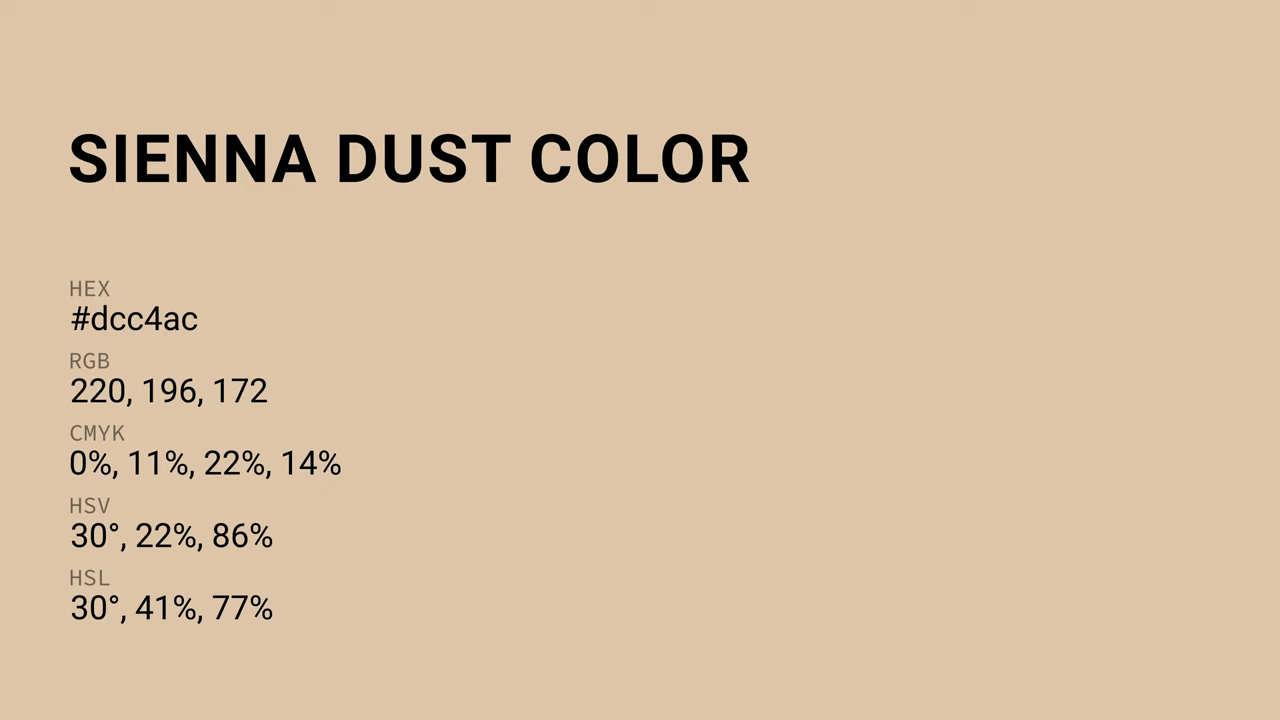 SIENNA DUST COLOR
HEX
#dcc4ac
RGB
220, 196, 172
CMYK
0%, 11%, 22%, 14%
HSV
30°, 22%, 86%
HSL
30°, 41%, 77%